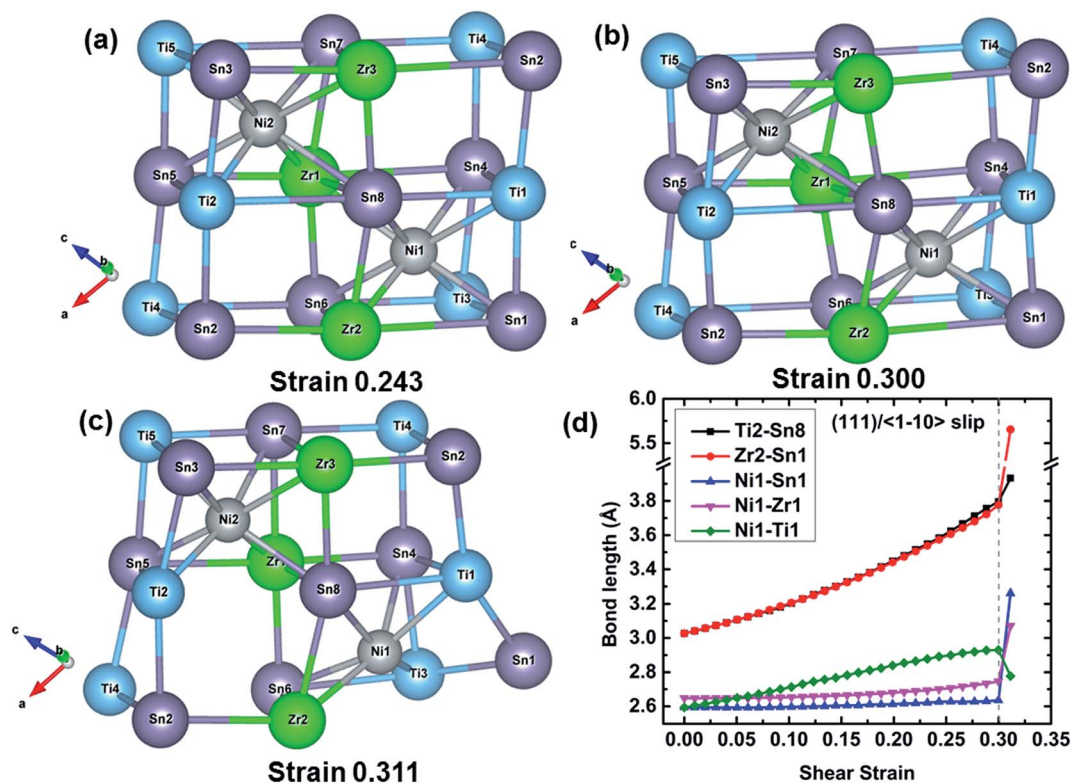 (a)
Ti5
Sn7
Ti4
Sn3
Zr3
Sn2
Ni2
Sn5
Zr1
Sn4
Ti2
Sn8
Ti1
Ni1
c
b
a
Ti4
Sn6
Ti3
Sn2
Zr2
Sn1
Strain 0.243
(b)
Ti5
Sn7
Ti4
Sn3
Zr3
Sn2
Ni2
Sn5
Zr1
Sn4
Ti2
Sn8
Ti1
Ni1
c
b
a
Ti4
Sn6
Sn2
Zr2
Sn1
Strain 0.300
(c)
Ti5
Sn7
Ti4
Sn3
Zr3
Sn2
Ni2
Sn5
Sn4
Ti2
Sn8
Ti1
Ni1
c
b
a
Ti4
Sn6
Ti3
Sn1
Sn2
Zr2
Strain 0.311
(d)
6.0
5.5
3.8
3.6
3.4
3.2
3.0
2.8
2.6
Bond length (Å)
Ti2-Sn8
Zr2-Sn1
Ni1-Sn1
Ni1-Zr1
Ni1-Ti1
(111)/<1-10> slip
0.00 0.05 0.10 0.15 0.20 0.25 0.30 0.35
Shear Strain